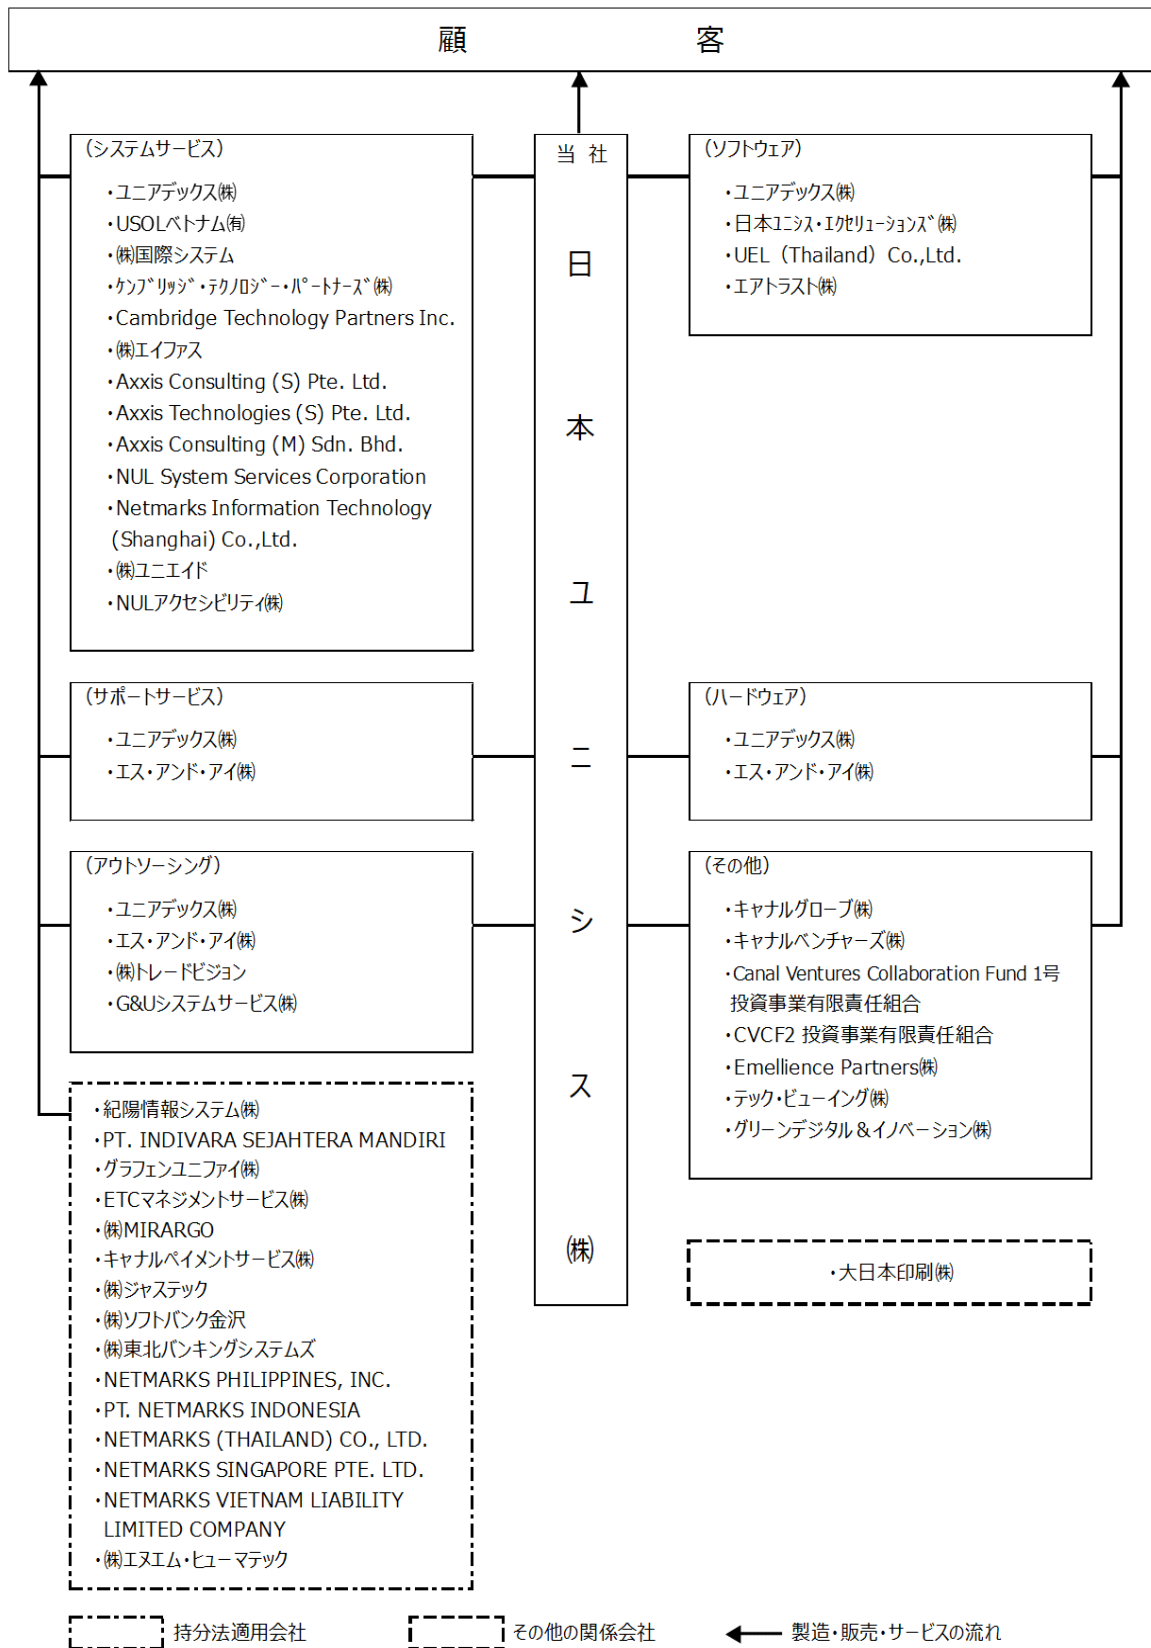 顧客
(システムサービス)
・ユニアデックス㈱
・USOLベトナム㈲
・㈱国際システム
・ｹﾝﾌﾞﾘｯｼﾞ・ﾃｸﾉﾛｼﾞｰ・ﾊﾟｰﾄﾅｰｽﾞ㈱
・Cambridge Technology Partners Inc.
・㈱エイファス
・Axxis Consulting (S) Pte. Ltd.
・Axxis Technologies (S) Pte. Ltd.
・Axxis Consulting (M) Sdn. Bhd.
・NUL System Services Corporation
・Netmarks Information Technology
(Shanghai) Co.,Ltd.
・㈱ユニエイド
・NULアクセシビリティ㈱
(サポートサービス)
・ユニアデックス㈱
・エス・アンド・アイ㈱
(アウトソーシング)
・ユニアデックス㈱
・エス・アンド・アイ㈱
・㈱トレードビジョン
・G&Uシステムサービス㈱
・紀陽情報システム㈱
・PT. INDIVARA SEJAHTERA MANDIRI
・グラフェンユニファイ㈱
・ETCマネジメントサービス㈱
・㈱MIRARGO
・キャナルペイメントサービス㈱
・㈱ジャステック
・㈱ソフトバンク金沢
・㈱東北バンキングシステムズ
・NETMARKS PHILIPPINES, INC.
・PT. NETMARKS INDONESIA
・NETMARKS (THAILAND) CO., LTD.
・NETMARKS SINGAPORE PTE. LTD.
・NETMARKS VIETNAM LIABILITY
LIMITED COMPANY
・㈱エヌエム・ヒューマテック
当社
日本ユニシス㈱
(ソフトウェア)
・ユニアデックス㈱
・日本ﾕﾆｼｽ・ｴｸｾﾘｭｰｼｮﾝｽﾞ㈱
・UEL (Thailand) Co.,Ltd.
・エアトラスト㈱
(ハードウェア)
・ユニアデックス㈱
・エス・アンド・アイ㈱
(その他)
・キャナルグローブ㈱
・キャナルベンチャーズ㈱
・Canal Ventures Collaboration Fund 1号
投資事業有限責任組合
・CVCF2 投資事業有限責任組合
・Emellience Partners㈱
・テック・ビューイング㈱
・グリーンデジタル＆イノベーション㈱
・大日本印刷㈱
持分法適用会社
その他の関係会社
製造・販売・サービスの流れ